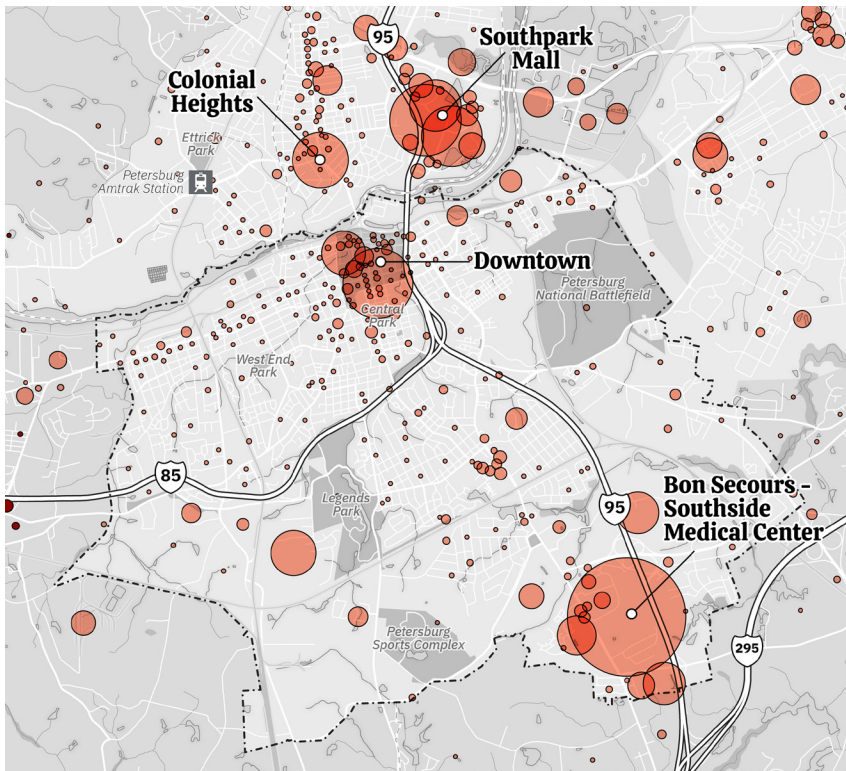 95
Southpark
Mall
Colonial
Heights
Ettrick
Park
Petersburg
Amtrak Station
Downtown
Petersburg
National Battlefield
Central
Park
West End
Park
85
Legends
Park
95
Bon Secours -
Southside
Medical Center
Petersburg
Sports Complex
295